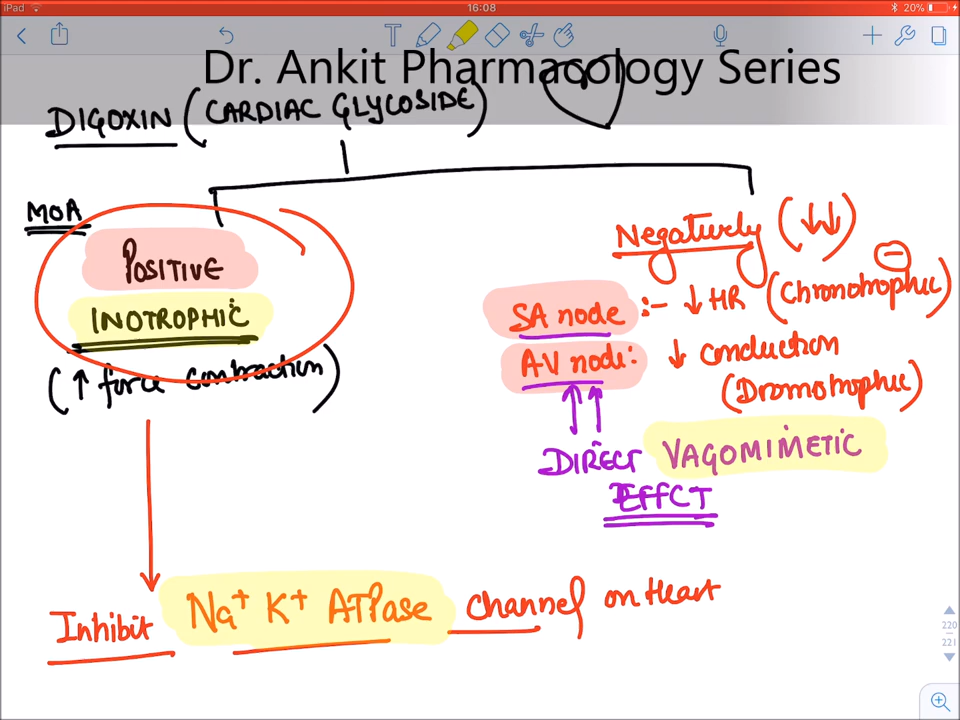 iPad
16:08
20%
T
Dr. Ankit Pharmacology Series
DIGOXIN (CARDIAC GLYCOSIDE)
MOA
POSITIVE
INOTROPHIC
(↑ force contraction)
Negatively (↓↓)
SA node :- ↓ HR (Chronotrophic)
−
AV node: ↓ conduction
(Dromotrophic)
DIRECT VAGOMIMETIC
EFFCT
Inhibit Na+ K+ ATPase channel on Heart
220
221